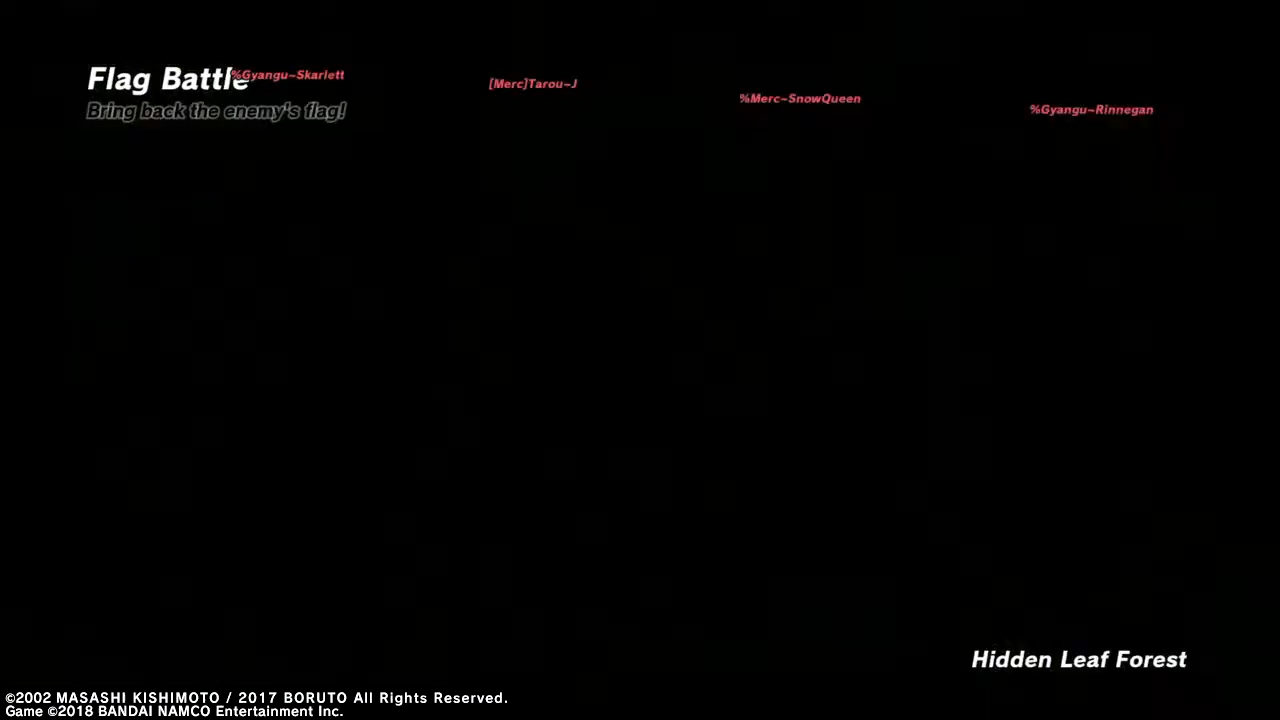 Flag Battle
%Gyangu~Skarlett
[Merc]Tarou-J
%Merc~SnowQueen
%Gyangu~Rinnegan
Bring back the enemy's flag!
Hidden Leaf Forest
©2002 MASASHI KISHIMOTO / 2017 BORUTO All Rights Reserved.
Game ©2018 BANDAI NAMCO Entertainment Inc.